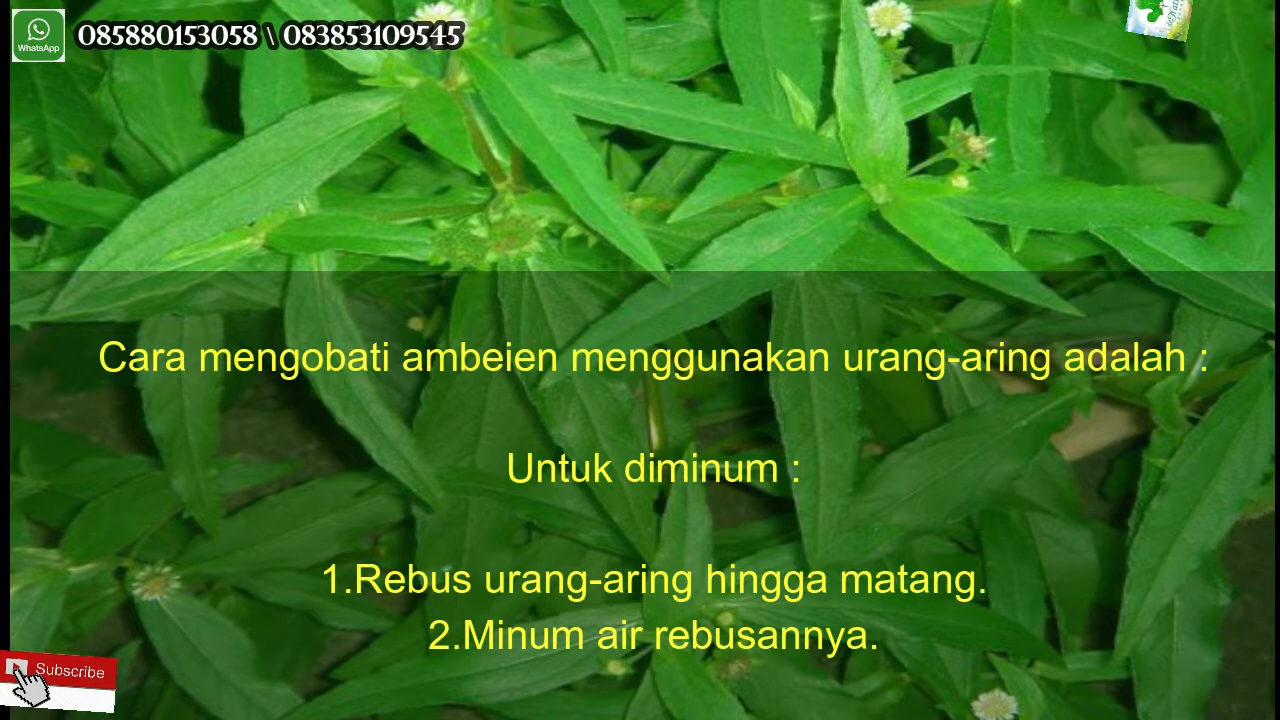 WhatsApp
085880153058 \ 083853109545
Cara mengobati ambeien menggunakan urang-aring adalah :
Untuk diminum :
1.Rebus urang-aring hingga matang.
2.Minum air rebusannya.
Subscribe